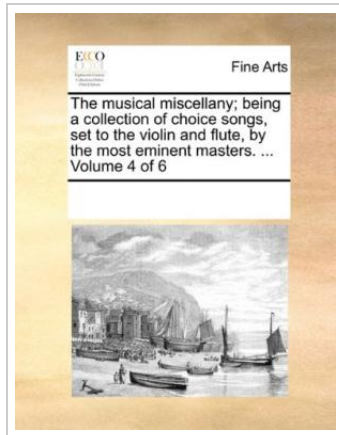 ECCO
Fine Arts
The musical miscellany; being
a collection of choice songs,
set to the violin and flute, by
the most eminent masters. ...
Volume 4 of 6